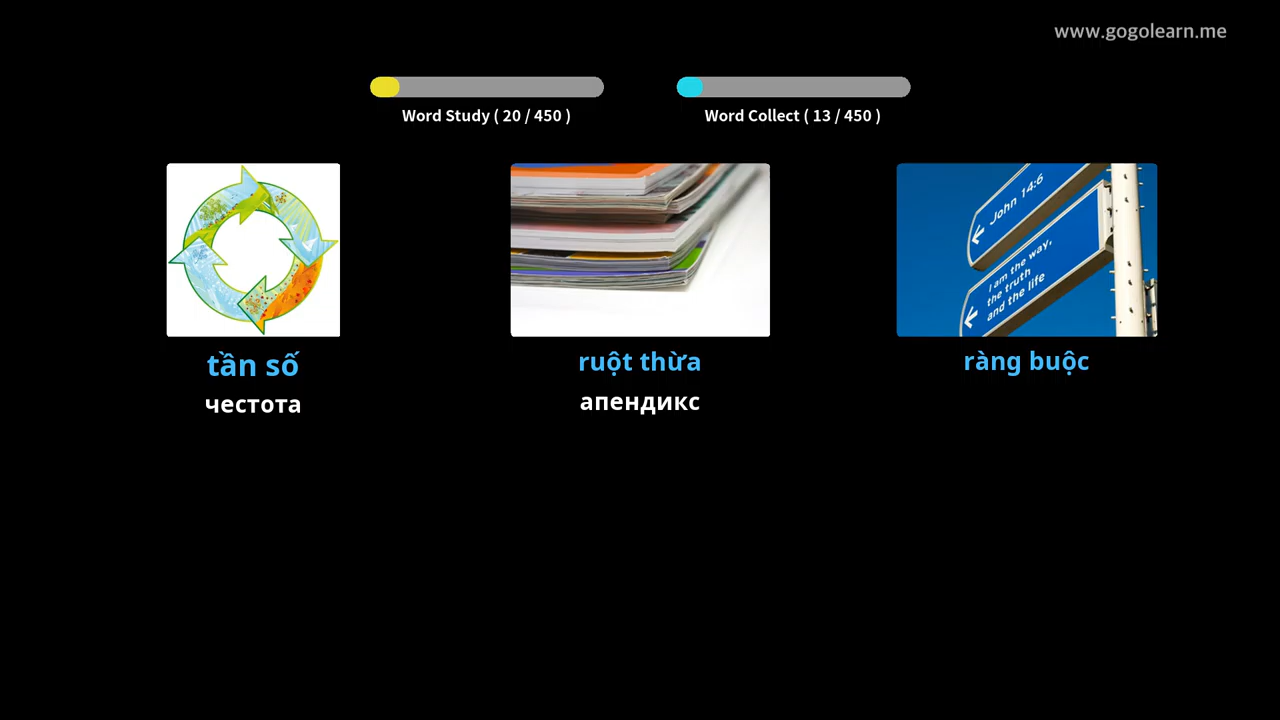 www.gogolearn.me
Word Study ( 20 / 450 )
Word Collect ( 13 / 450 )
John 14:6
I am the way,
the truth
and the life
tần số
ruột thừa
ràng buộc
честота
апендикс